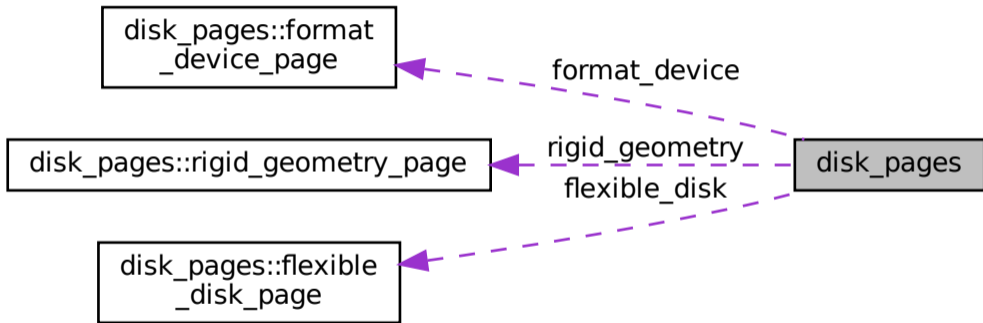 disk_pages::format
_device_page
format_device
disk_pages::rigid_geometry_page
rigid_geometry
disk_pages
flexible_disk
disk_pages::flexible
_disk_page